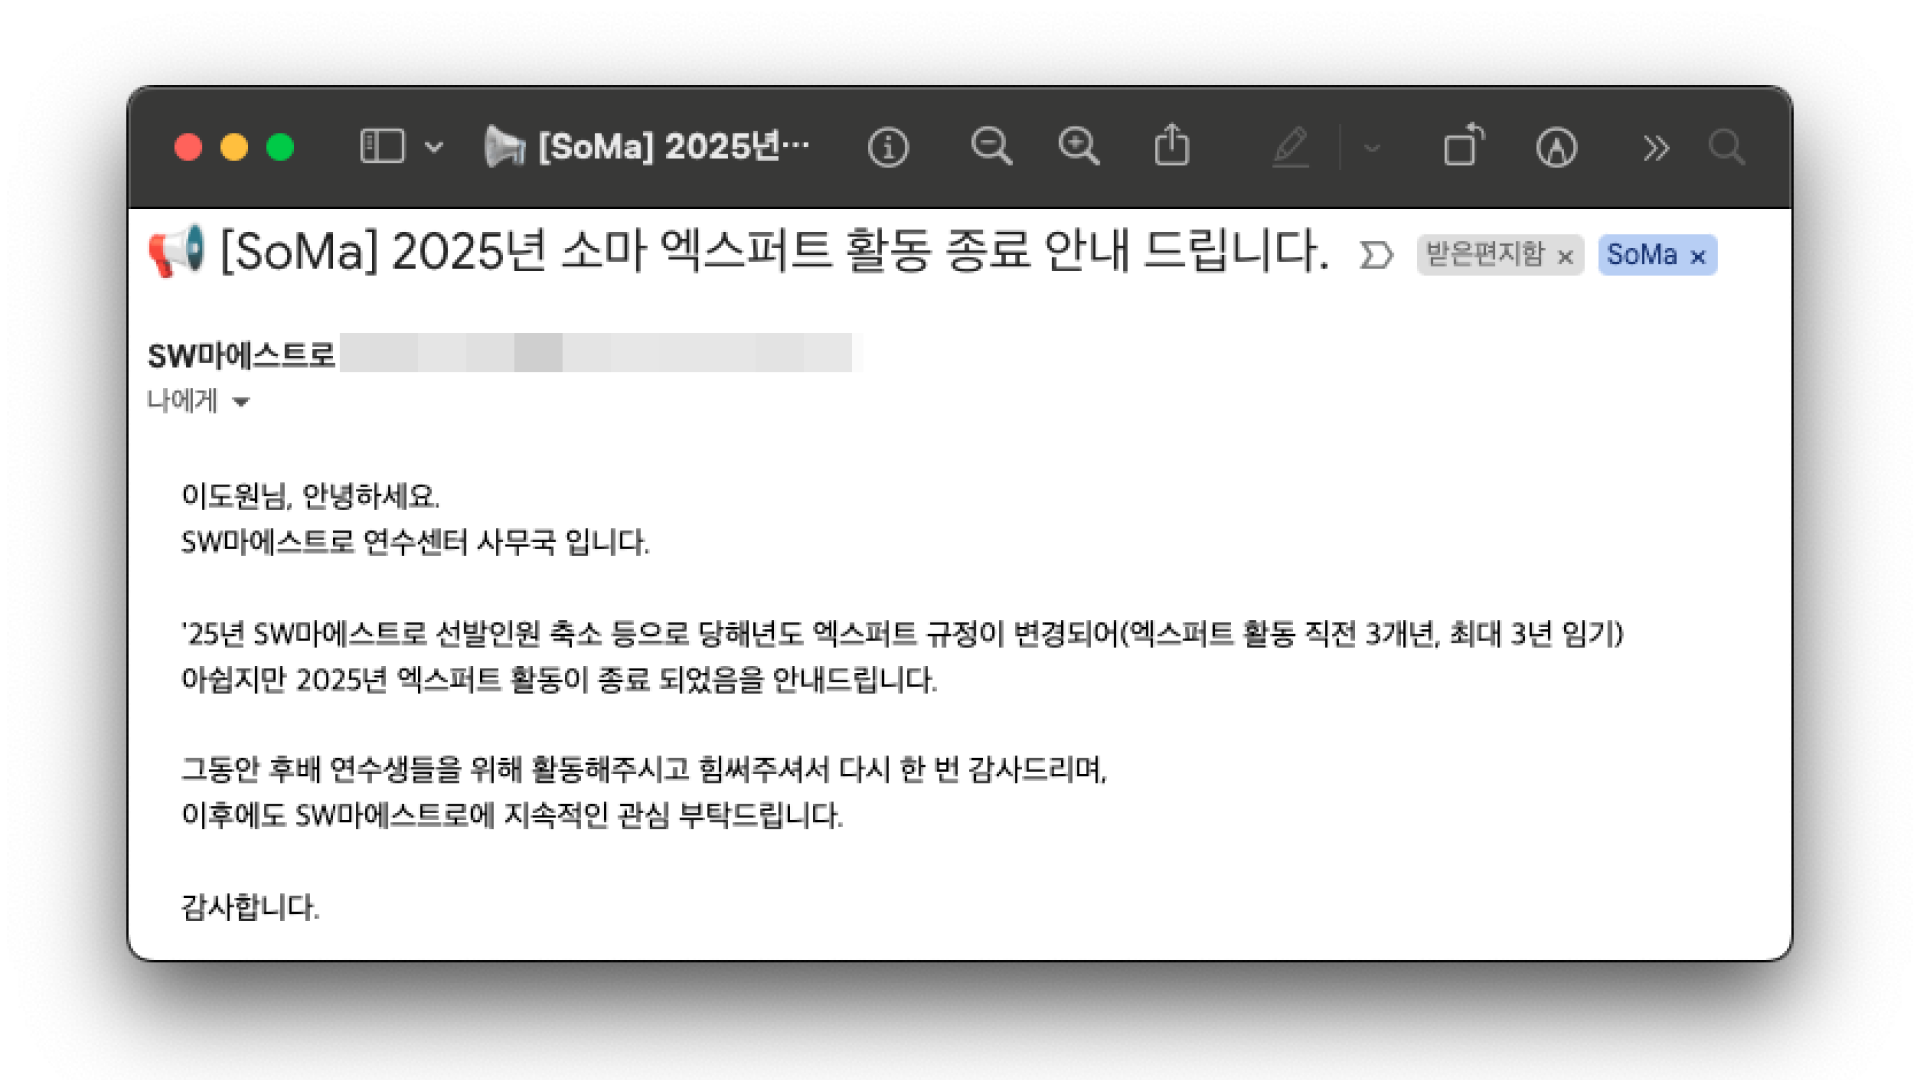 [SoMa] 2025년…
[SoMa] 2025년 소마 엑스퍼트 활동 종료 안내 드립니다. 받은편지함 × SoMa ×
SW마에스트로
나에게
이도원님, 안녕하세요.
SW마에스트로 연수센터 사무국 입니다.
'25년 SW마에스트로 선발인원 축소 등으로 당해년도 엑스퍼트 규정이 변경되어(엑스퍼트 활동 직전 3개년, 최대 3년 임기)
아쉽지만 2025년 엑스퍼트 활동이 종료 되었음을 안내드립니다.
그동안 후배 연수생들을 위해 활동해주시고 힘써주셔서 다시 한 번 감사드리며,
이후에도 SW마에스트로에 지속적인 관심 부탁드립니다.
감사합니다.